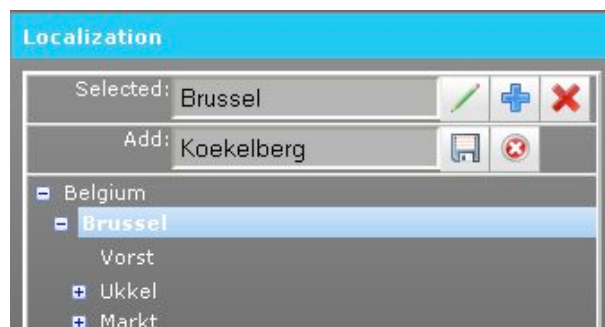 Localization
Selected: Brussel
Add: Koekelberg
Belgium
Brussel
Vorst
Ukkel
Markt